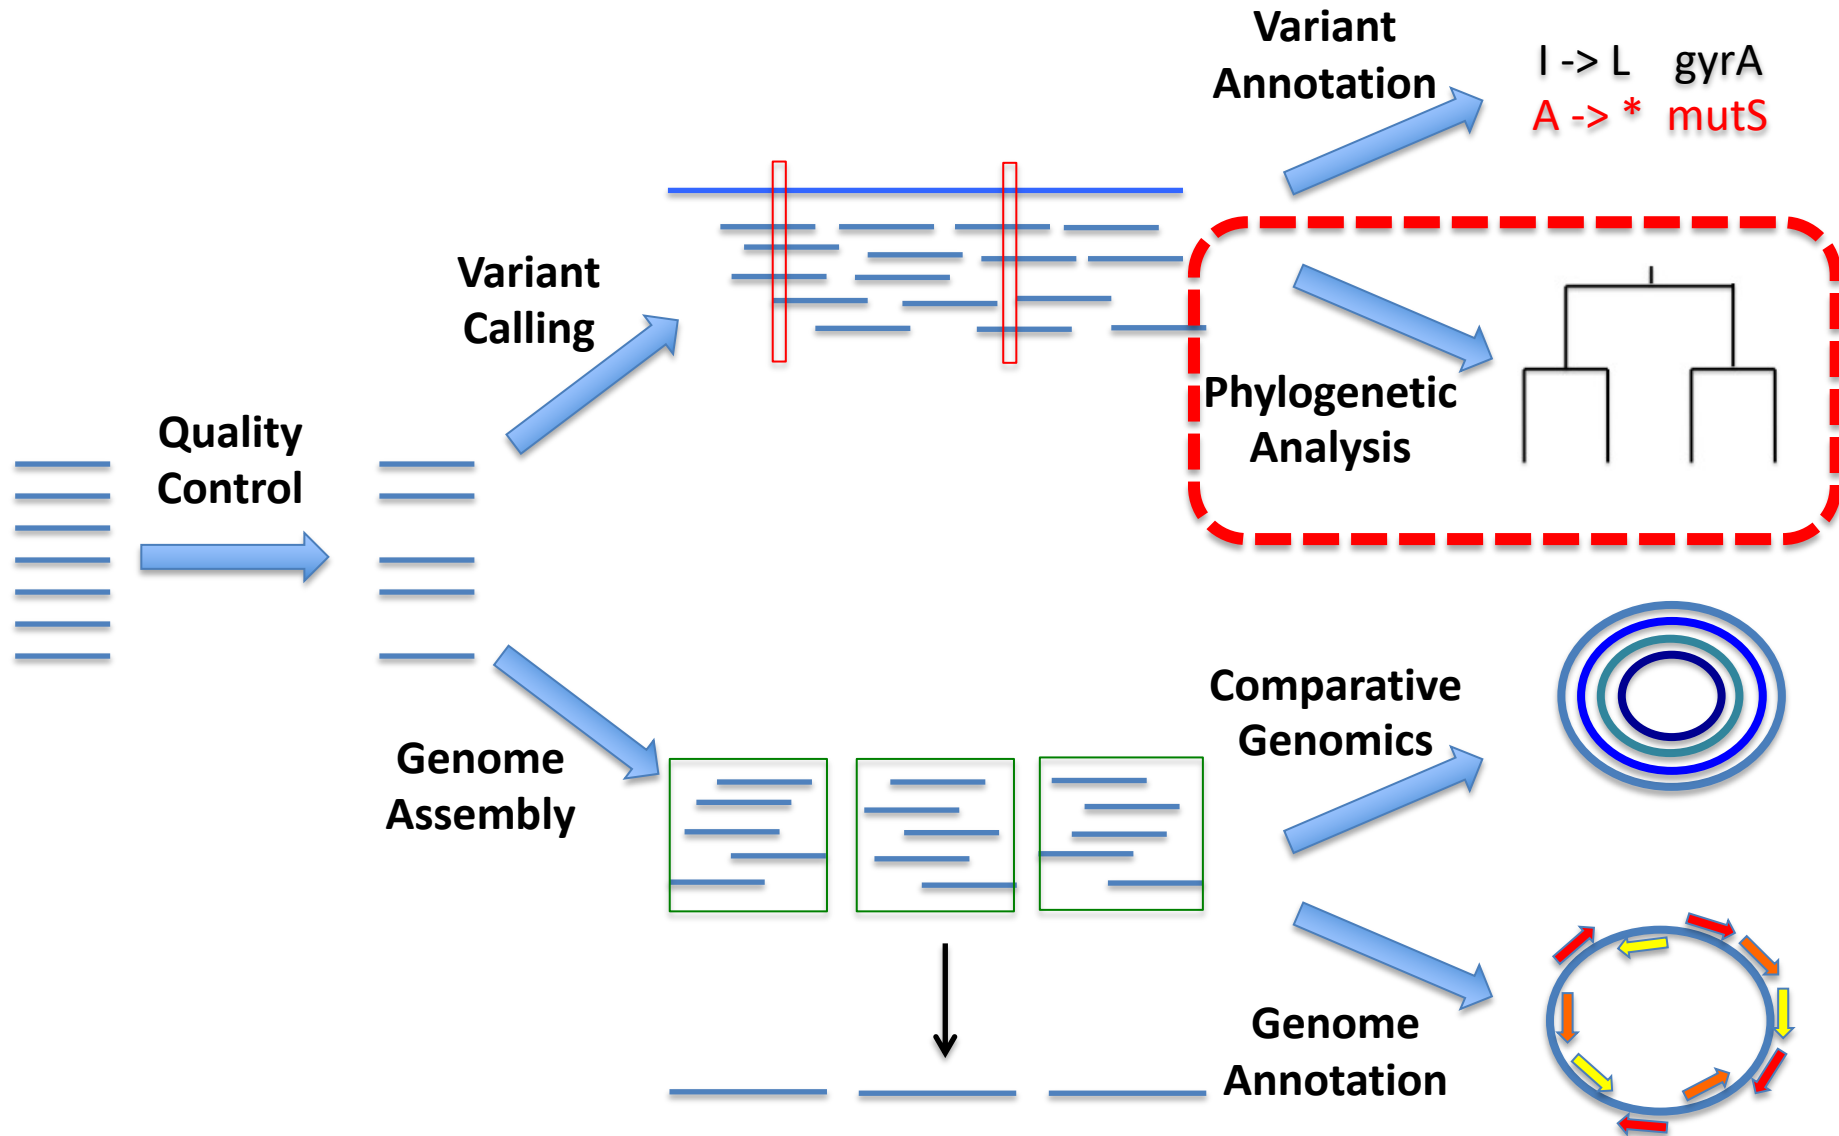 Variant
Annotation
I -> L gyrA
A -> * mutS
Variant
Calling
Phylogenetic
Analysis
Quality
Control
Comparative
Genomics
Genome
Assembly
Genome
Annotation